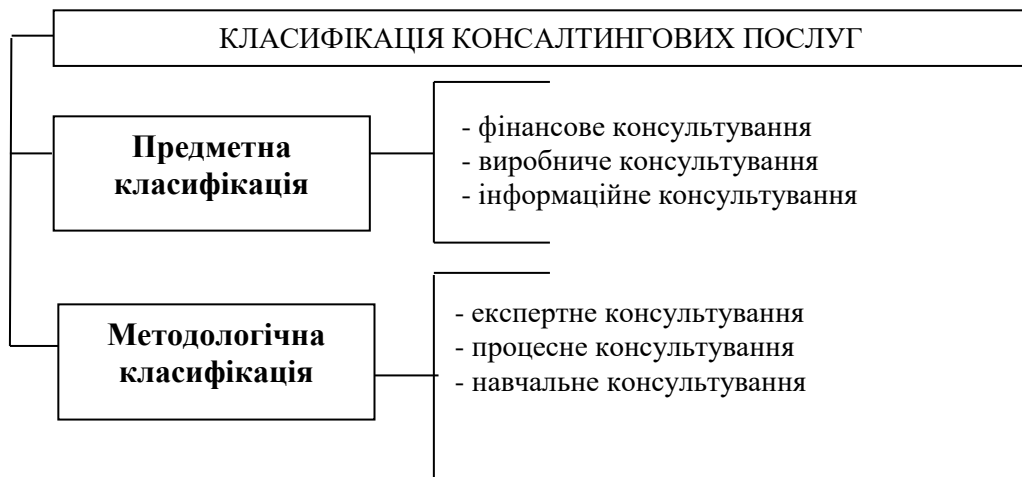 КЛАСИФІКАЦІЯ КОНСАЛТИНГОВИХ ПОСЛУГ
Предметна
класифікація
- фінансове консультування
- виробниче консультування
- інформаційне консультування
Методологічна
класифікація
- експертне консультування
- процесне консультування
- навчальне консультування